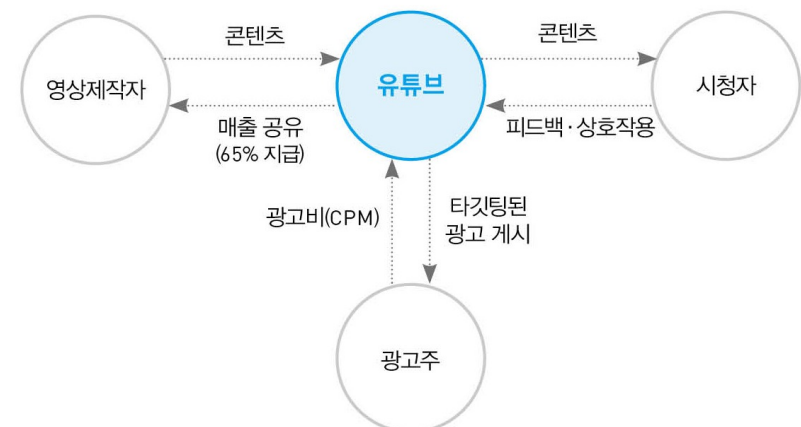 콘텐츠
콘텐츠
영상제작자
유튜브
시청자
매출 공유
(65% 지급)
피드백·상호작용
광고비(CPM)
타깃팅된
광고 게시
광고주